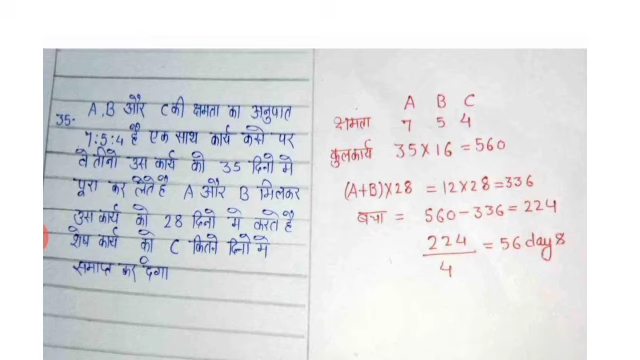 35. A, B और C की क्षमता का अनुपात
7:5:4 है एक साथ कार्य करने पर
वे तीनो उस कार्य को 35 दिनो मे
पूरा कर लेते है A और B मिलकर
उस कार्य को 28 दिनो मे करते है
शेष कार्य को C कितने दिनो मे
समाप्त कर देगा
A B C
क्षमता 7 5 4
कुलकार्य 35×16=560
(A+B)×28 =12×28=336
बचा = 560-336=224
224/4 =56 days